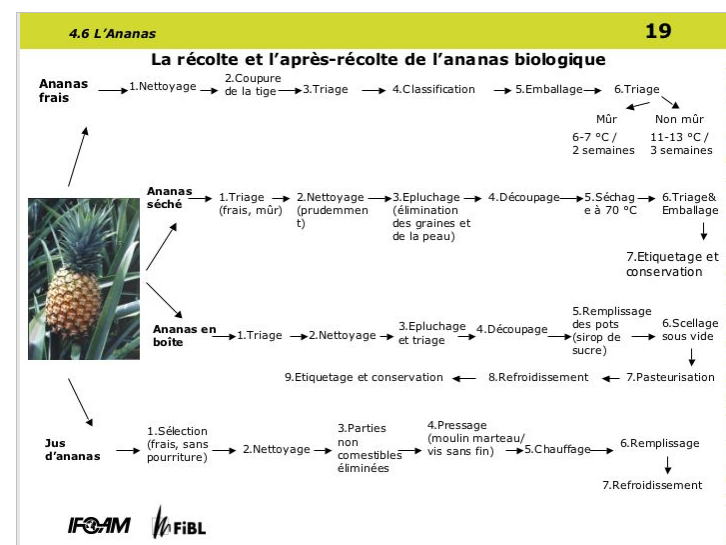 4.6 L’Ananas
19
La récolte et l’après-récolte de l’ananas biologique
Ananas
frais
1.Nettoyage
2.Coupure
de la tige
3.Triage
4.Classification
5.Emballage
6.Triage
Mûr
6-7 °C /
2 semaines
Non mûr
11-13 °C /
3 semaines
Ananas
séché
1.Triage
(frais, mûr)
2.Nettoyage
(prudemmen
t)
3.Epluchage
(élimination
des graines et
de la peau)
4.Découpage
5.Séchag
e à 70 °C
6.Triage&
Emballage
7.Etiquetage et
conservation
Ananas en
boîte
1.Triage
2.Nettoyage
3.Epluchage
et triage
4.Découpage
5.Remplissage
des pots
(sirop de
sucre)
6.Scellage
sous vide
7.Pasteurisation
8.Refroidissement
9.Etiquetage et conservation
Jus
d’ananas
1.Sélection
(frais, sans
pourriture)
2.Nettoyage
3.Parties
non
comestibles
éliminées
4.Pressage
(moulin marteau/
vis sans fin)
5.Chauffage
6.Remplissage
7.Refroidissement
IFOAM
FiBL